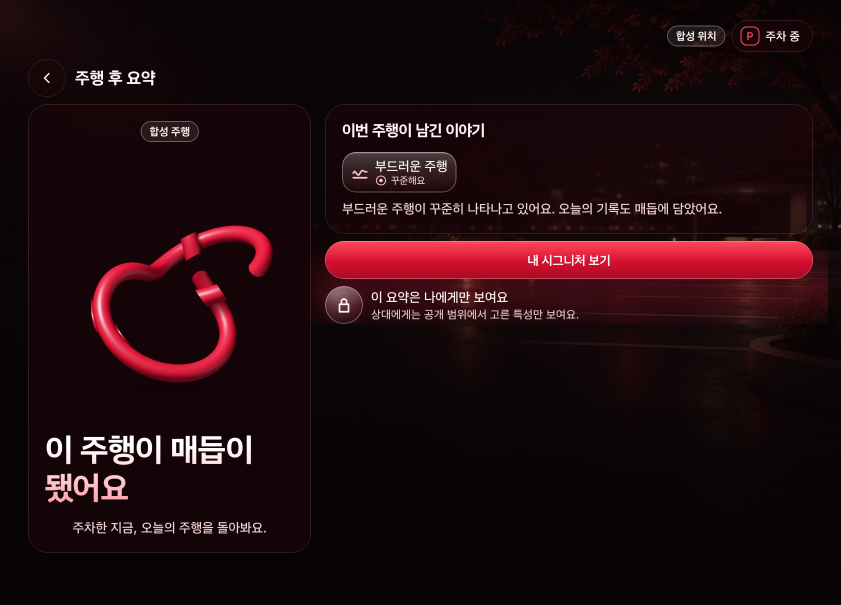 합성 위치
P 주차 중
주행 후 요약
합성 주행
이 주행이 매듭이
됐어요
주차한 지금, 오늘의 주행을 돌아봐요.
이번 주행이 남긴 이야기
부드러운 주행
꾸준해요
부드러운 주행이 꾸준히 나타나고 있어요. 오늘의 기록도 매듭에 담았어요.
내 시그니처 보기
이 요약은 나에게만 보여요
상대에게는 공개 범위에서 고른 특성만 보여요.